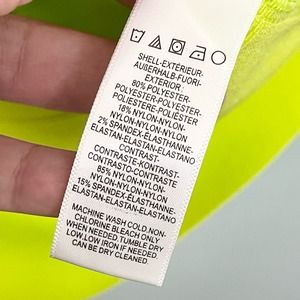 SHELL-EXTÉRIEUR-
AUßERHALB-FUORI-
EXTERIOR :
80% POLYESTER-
POLYESTER-POLYESTER-
POLIESTERE-POLIÉSTER
18% NYLON-NYLON-
NYLON-NYLON-NYLON
2% SPANDEX-ÉLASTHANNE-
ELASTAN-ELASTAN-ELASTANO
CONTRAST-
CONTRASTE-KONTRAST-
CONTRASTO-CONTRASTE
85% NYLON-NYLON-
NYLON-NYLON-NYLON
15% SPANDEX-ÉLASTHANNE-
ELASTAN-ELASTAN-ELASTANO
MACHINE WASH COLD.NON-
CHLORINE BLEACH ONLY
WHEN NEEDED.TUMBLE DRY
LOW.LOW IRON IF NEEDED
CAN BE DRY CLEANED.